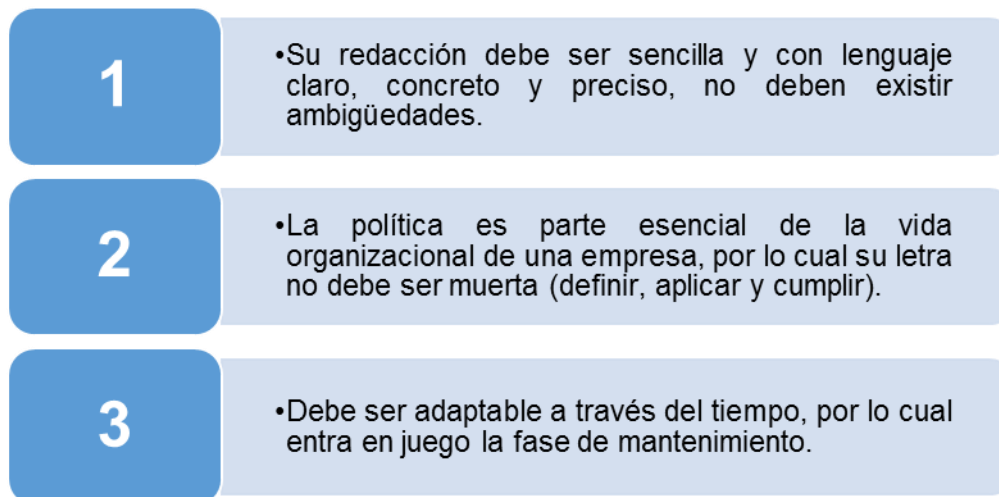 1
•Su redacción debe ser sencilla y con lenguaje
claro, concreto y preciso, no deben existir
ambigüedades.
2
•La política es parte esencial de la vida
organizacional de una empresa, por lo cual su letra
no debe ser muerta (definir, aplicar y cumplir).
3
•Debe ser adaptable a través del tiempo, por lo cual
entra en juego la fase de mantenimiento.